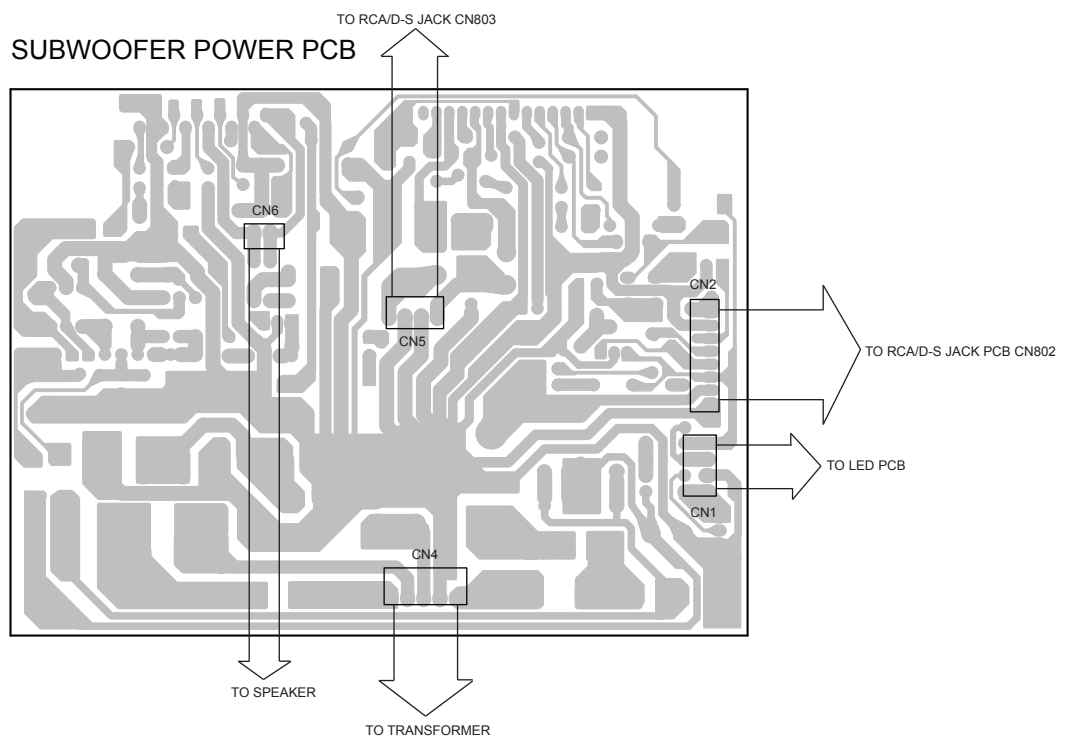 TO RCA/D-S JACK CN803
SUBWOOFER POWER PCB
CN6
CN2
CN5
TO RCA/D-S JACK PCB CN802
TO LED PCB
CN1
CN4
TO SPEAKER
TO TRANSFORMER